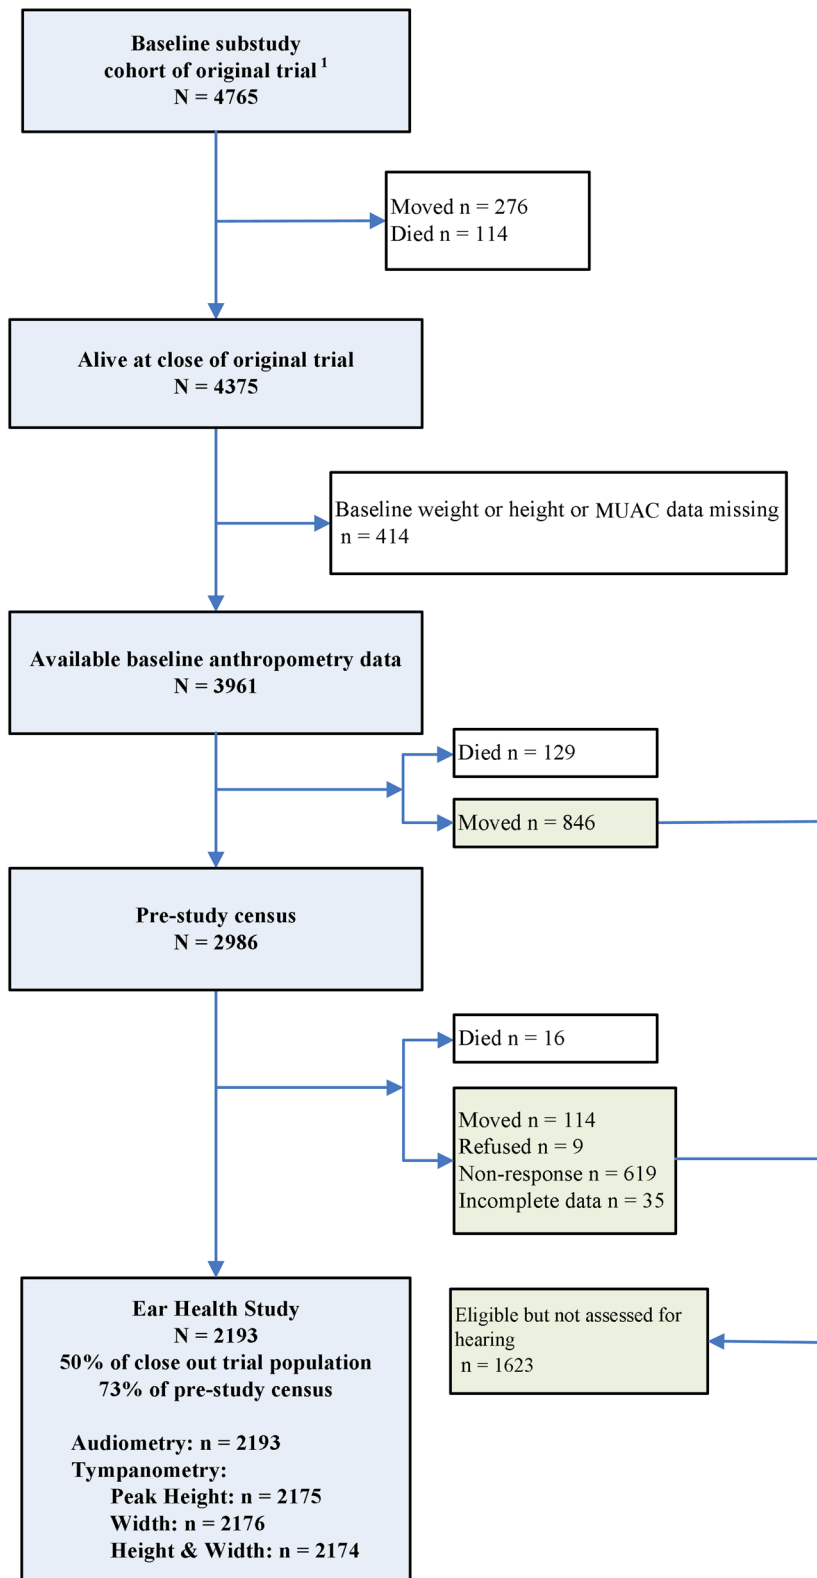 Baseline substudy
cohort of original trial 1
N = 4765
Moved n = 276
Died n = 114
Alive at close of original trial
N = 4375
Baseline weight or height or MUAC data missing
n = 414
Available baseline anthropometry data
N = 3961
Died n = 129
Moved n = 846
Pre-study census
N = 2986
Died n = 16
Moved n = 114
Refused n = 9
Non-response n = 619
Incomplete data n = 35
Ear Health Study
N = 2193
50% of close out trial population
73% of pre-study census
Audiometry: n = 2193
Tympanometry:
Peak Height: n = 2175
Width: n = 2176
Height & Width: n = 2174
Eligible but not assessed for
hearing
n = 1623